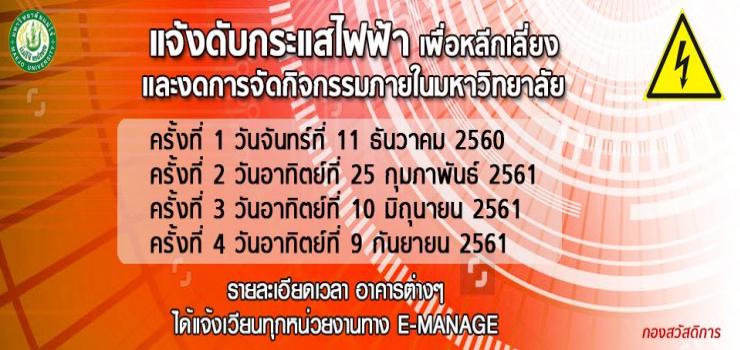 แจ้งดับกระแสไฟฟ้า เพื่อหลีกเลี่ยง
และงดการจัดกิจกรรมภายในมหาวิทยาลัย
ครั้งที่ 1 วันจันทร์ที่ 11 ธันวาคม 2560
ครั้งที่ 2 วันอาทิตย์ที่ 25 กุมภาพันธ์ 2561
ครั้งที่ 3 วันอาทิตย์ที่ 10 มิถุนายน 2561
ครั้งที่ 4 วันอาทิตย์ที่ 9 กันยายน 2561
รายละเอียดเวลา อาคารต่างๆ
ได้แจ้งเวียนทุกหน่วยงานทาง E-MANAGE
กองสวัสดิการ